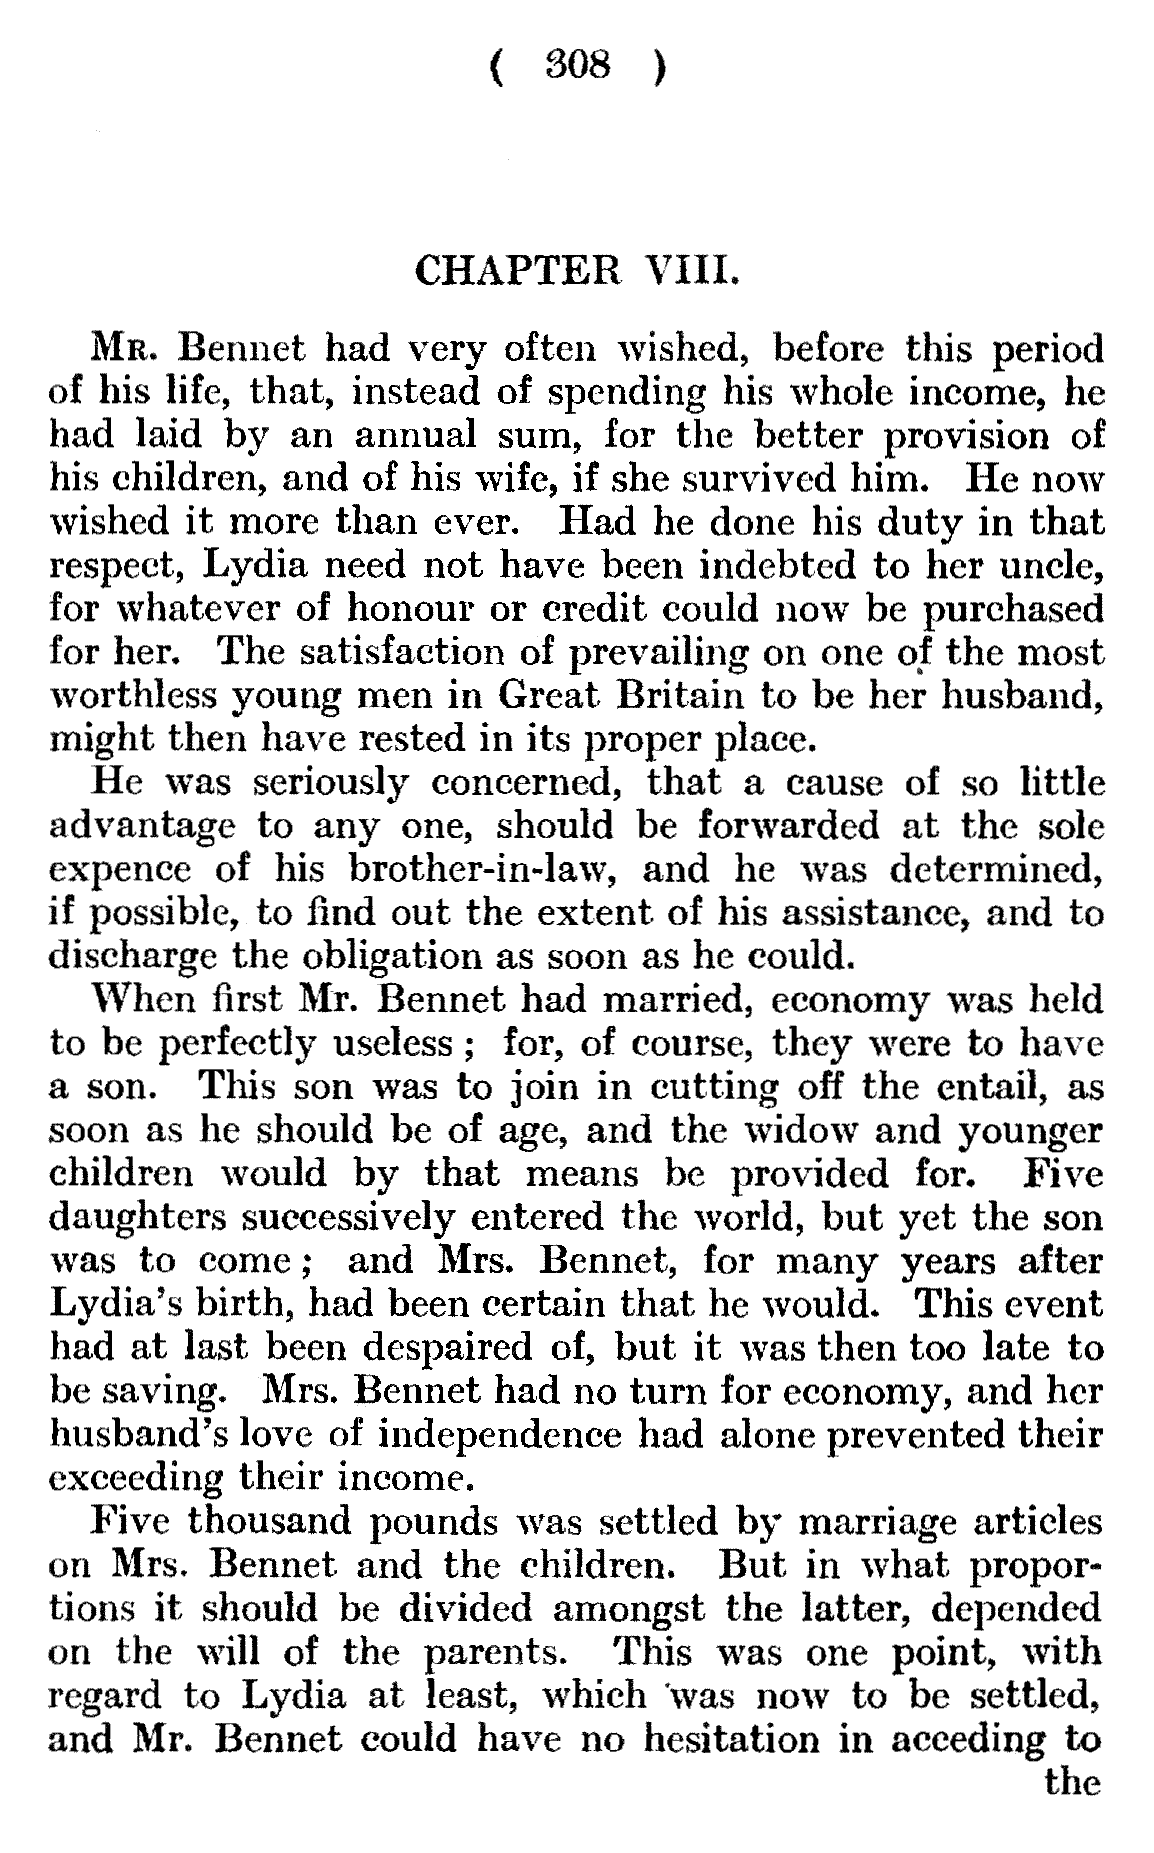 ( 308 )
CHAPTER VIII.
MR. Bennet had very often wished, before this period
of his life, that, instead of spending his whole income, he
had laid by an annual sum, for the better provision of
his children, and of his wife, if she survived him. He now
wished it more than ever. Had he done his duty in that
respect, Lydia need not have been indebted to her uncle,
for whatever of honour or credit could now be purchased
for her. The satisfaction of prevailing on one of the most
worthless young men in Great Britain to be her husband,
might then have rested in its proper place.
He was seriously concerned, that a cause of so little
advantage to any one, should be forwarded at the sole
expence of his brother-in-law, and he was determined,
if possible, to find out the extent of his assistance, and to
discharge the obligation as soon as he could.
When first Mr. Bennet had married, economy was held
to be perfectly useless ; for, of course, they were to have
a son. This son was to join in cutting off the entail, as
soon as he should be of age, and the widow and younger
children would by that means be provided for. Five
daughters successively entered the world, but yet the son
was to come ; and Mrs. Bennet, for many years after
Lydia's birth, had been certain that he would. This event
had at last been despaired of, but it was then too late to
be saving. Mrs. Bennet had no turn for economy, and her
husband's love of independence had alone prevented their
exceeding their income.
Five thousand pounds was settled by marriage articles
on Mrs. Bennet and the children. But in what propor-
tions it should be divided amongst the latter, depended
on the will of the parents. This was one point, with
regard to Lydia at least, which was now to be settled,
and Mr. Bennet could have no hesitation in acceding to
the